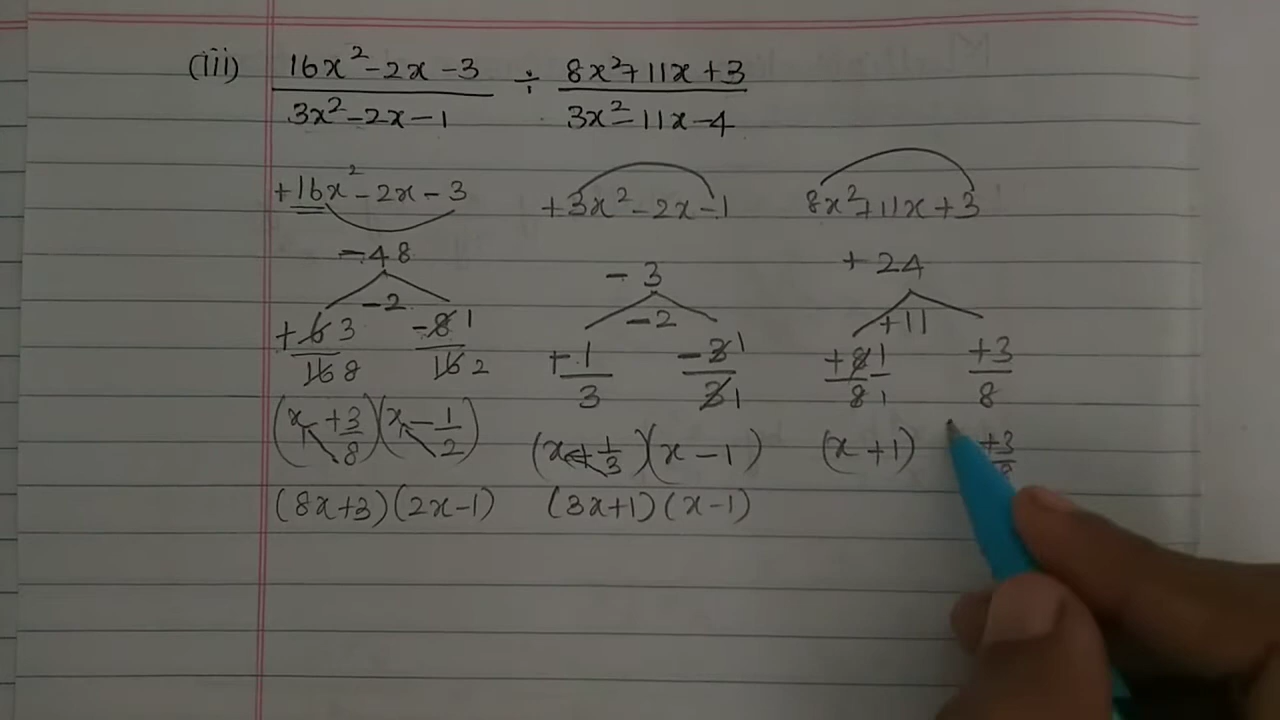 (iii) 16x² - 2x - 3 ÷ 8x² + 11x + 3
3x² - 2x - 1 3x² - 11x - 4
+16x² - 2x - 3 +3x² - 2x - 1 8x² + 11x + 3
-48 -3 +24
-2 -2 +11
+6 3 -8 1 +1 -3 1 +8 1 +3
16 8 16 2 3 3 1 8 1 8
(x + 3/8)(x - 1/2) (x + 1/3)(x - 1) (x + 1) +3/8
(8x+3)(2x-1) (3x+1)(x-1)